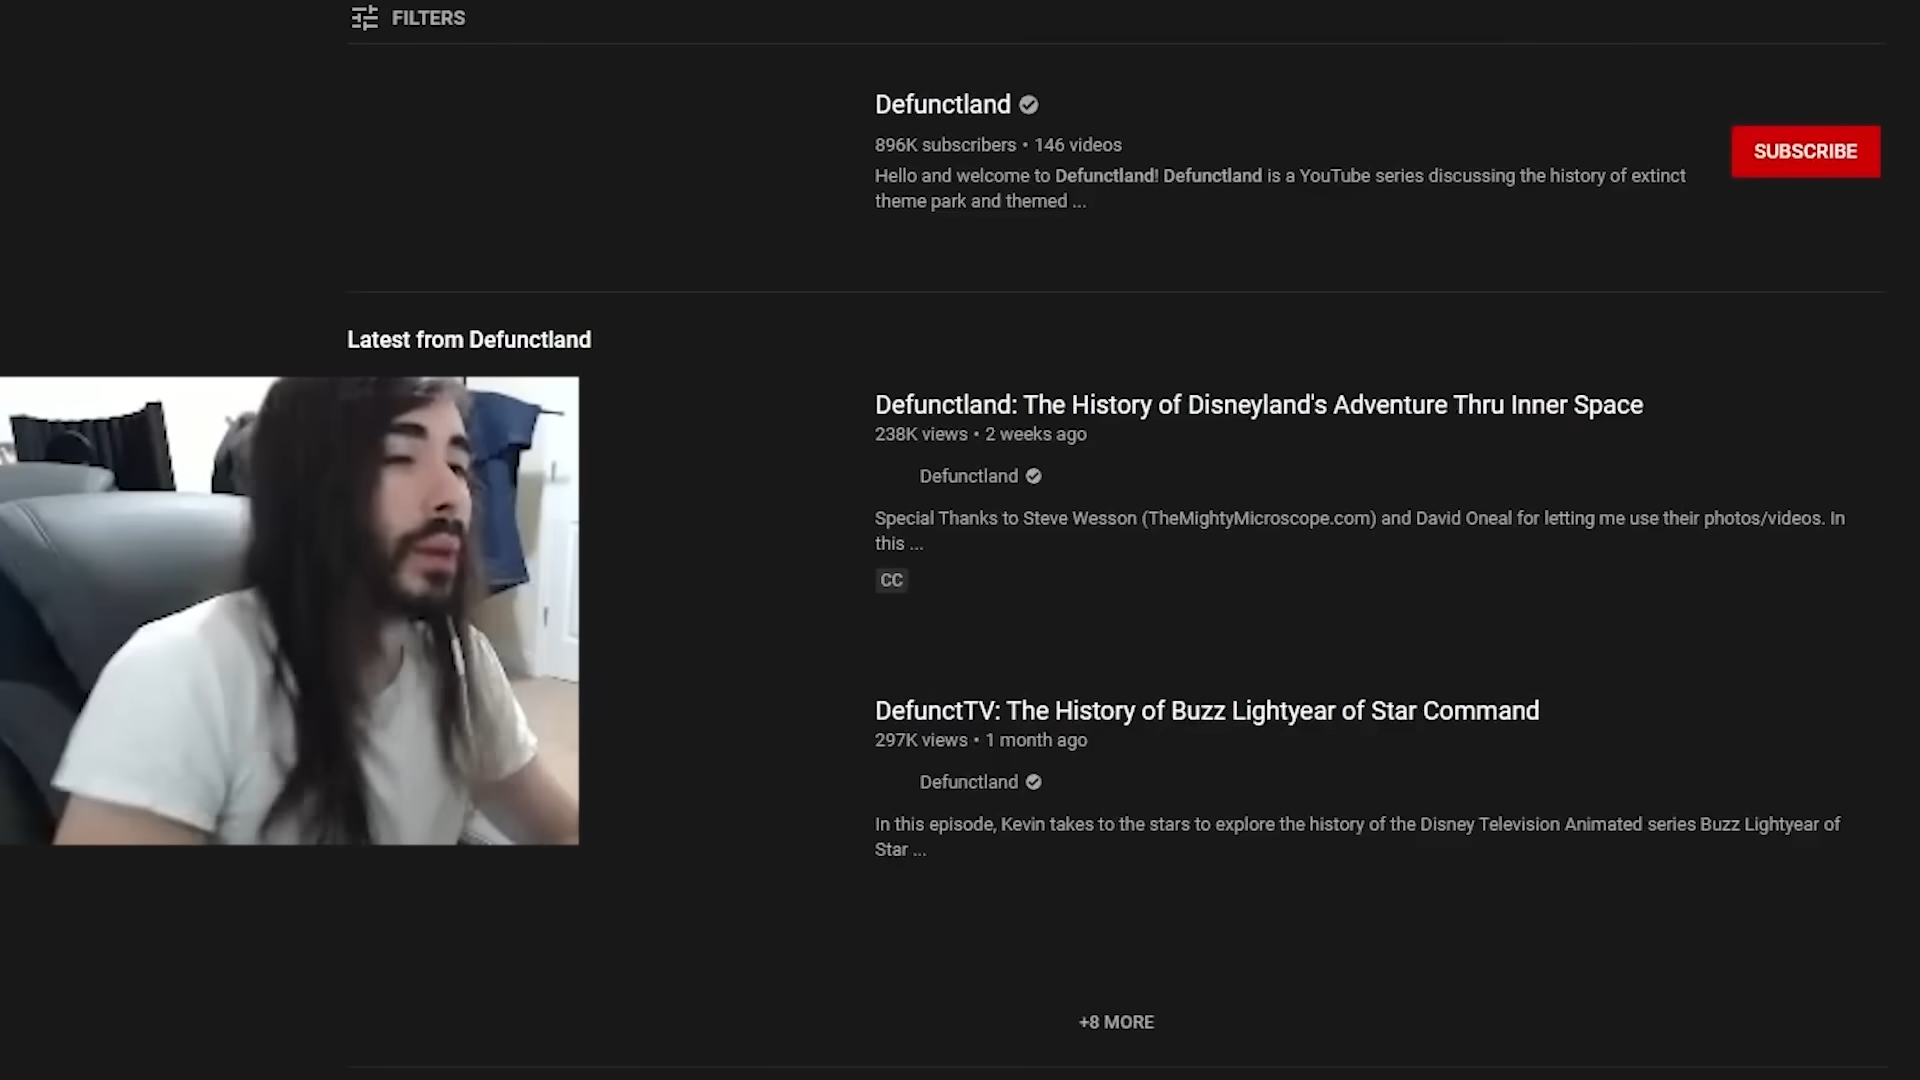 FILTERS
Defunctland
896K subscribers • 146 videos
Hello and welcome to Defunctland! Defunctland is a YouTube series discussing the history of extinct
theme park and themed ...
SUBSCRIBE
Latest from Defunctland
Defunctland: The History of Disneyland's Adventure Thru Inner Space
238K views • 2 weeks ago
Defunctland
Special Thanks to Steve Wesson (TheMightyMicroscope.com) and David Oneal for letting me use their photos/videos. In
this ...
CC
DefunctTV: The History of Buzz Lightyear of Star Command
297K views • 1 month ago
Defunctland
In this episode, Kevin takes to the stars to explore the history of the Disney Television Animated series Buzz Lightyear of
Star ...
+8 MORE